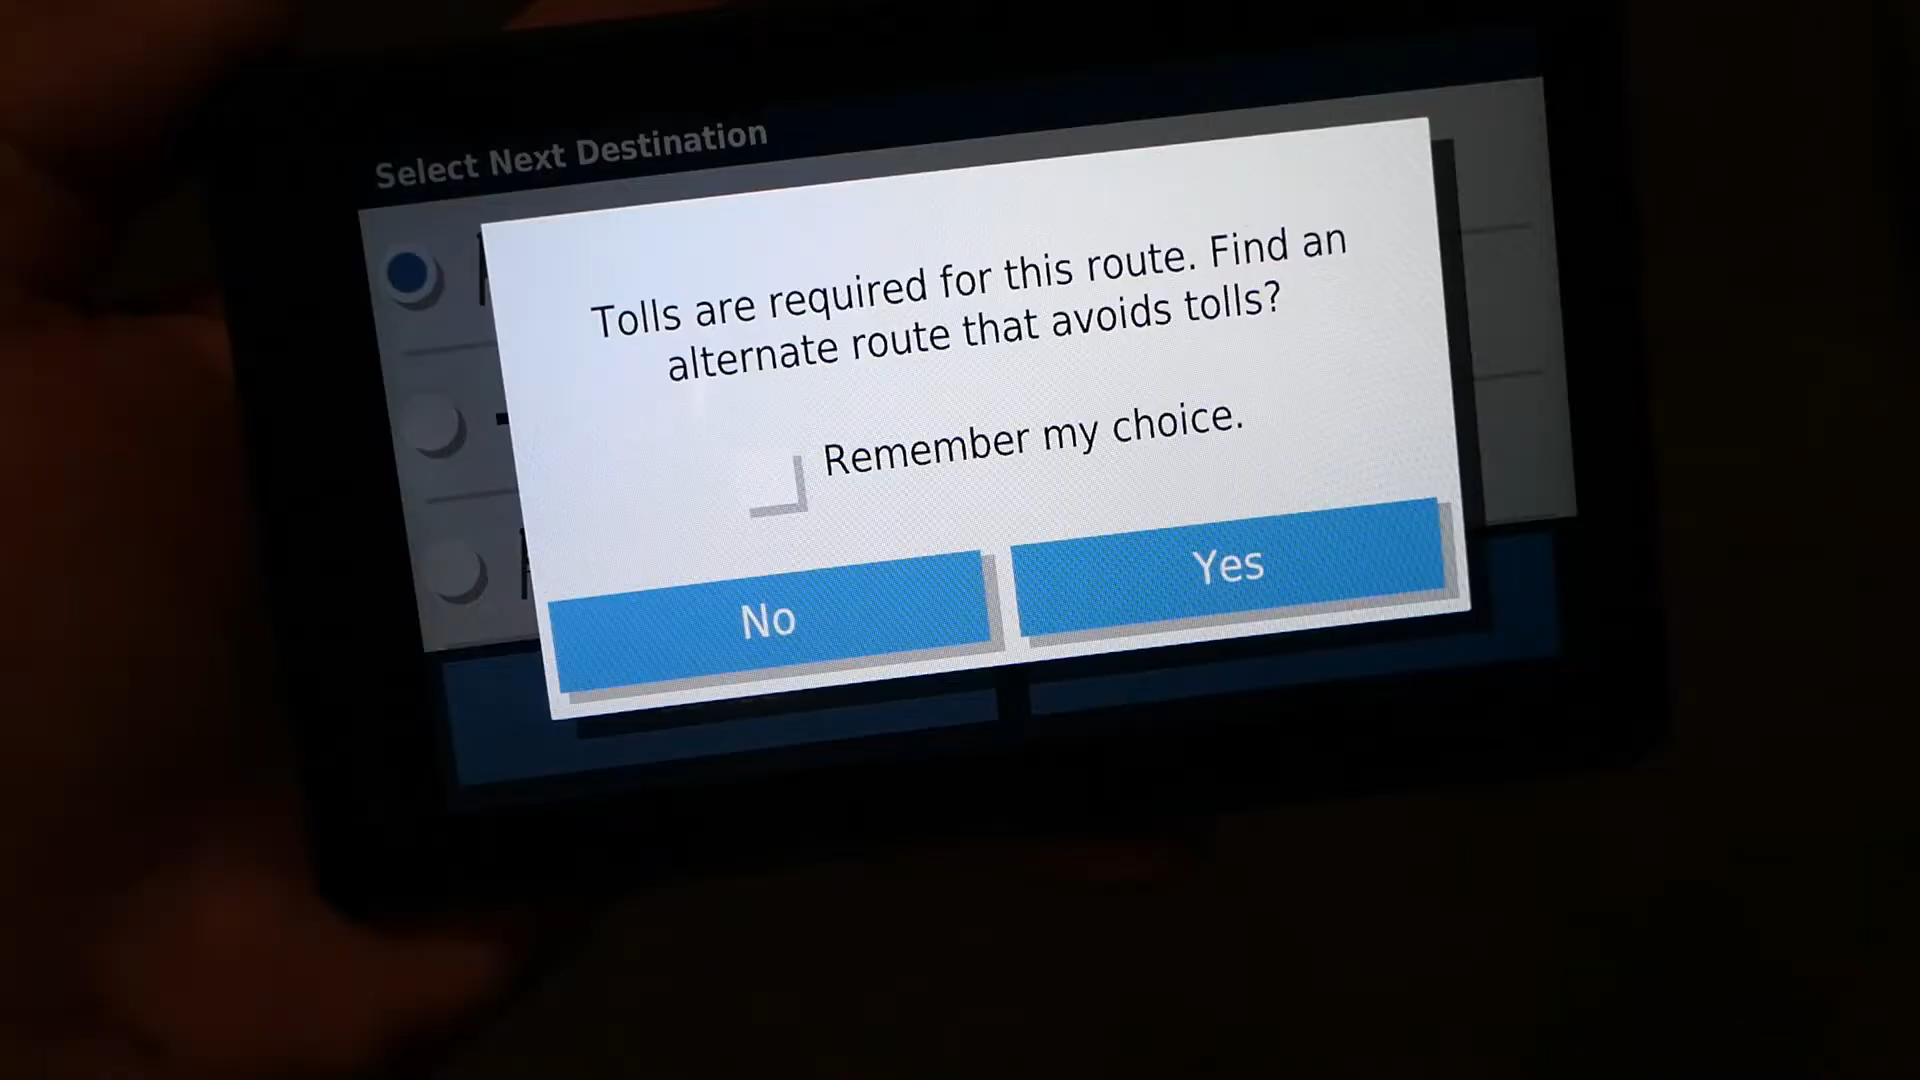 Select Next Destination
Tolls are required for this route. Find an
alternate route that avoids tolls?
Remember my choice.
No
Yes